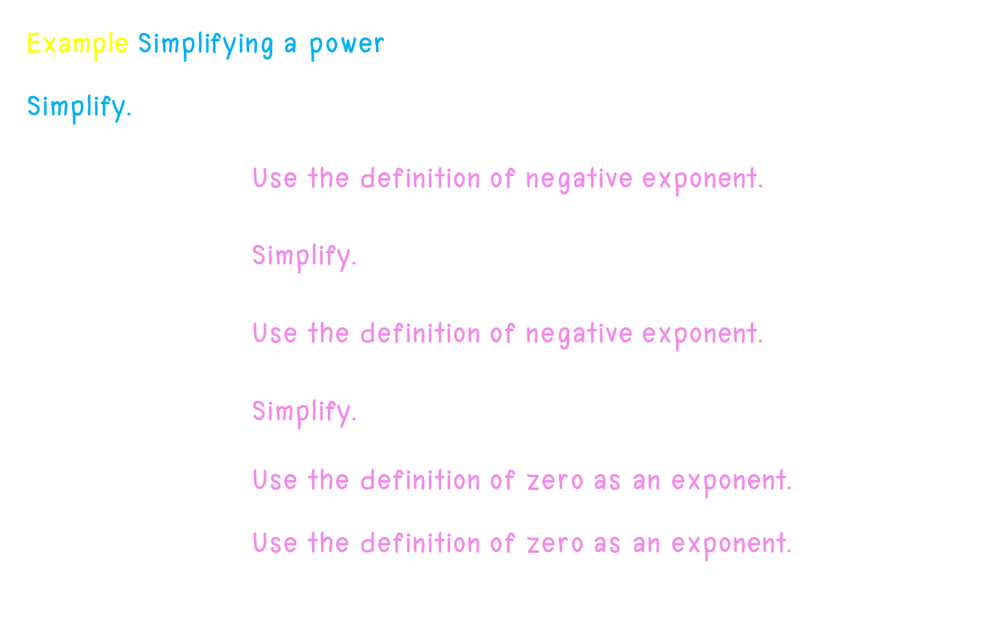 Example Simplifying a power
Simplify.
Use the definition of negative exponent.
Simplify.
Use the definition of negative exponent.
Simplify.
Use the definition of zero as an exponent.
Use the definition of zero as an exponent.